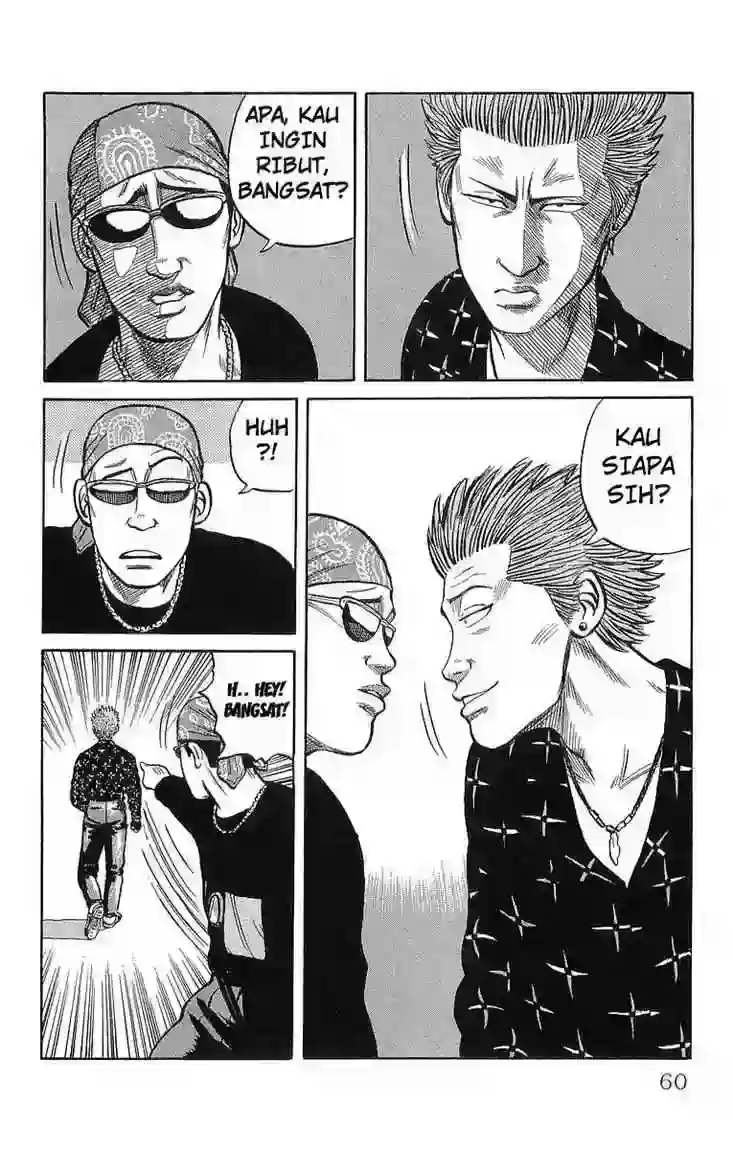 APA, KAU
INGIN
RIBUT,
BANGSAT?
KAU
SIAPA
SIH?
HUH
?!
H.. HEY!
BANGSAT!
60